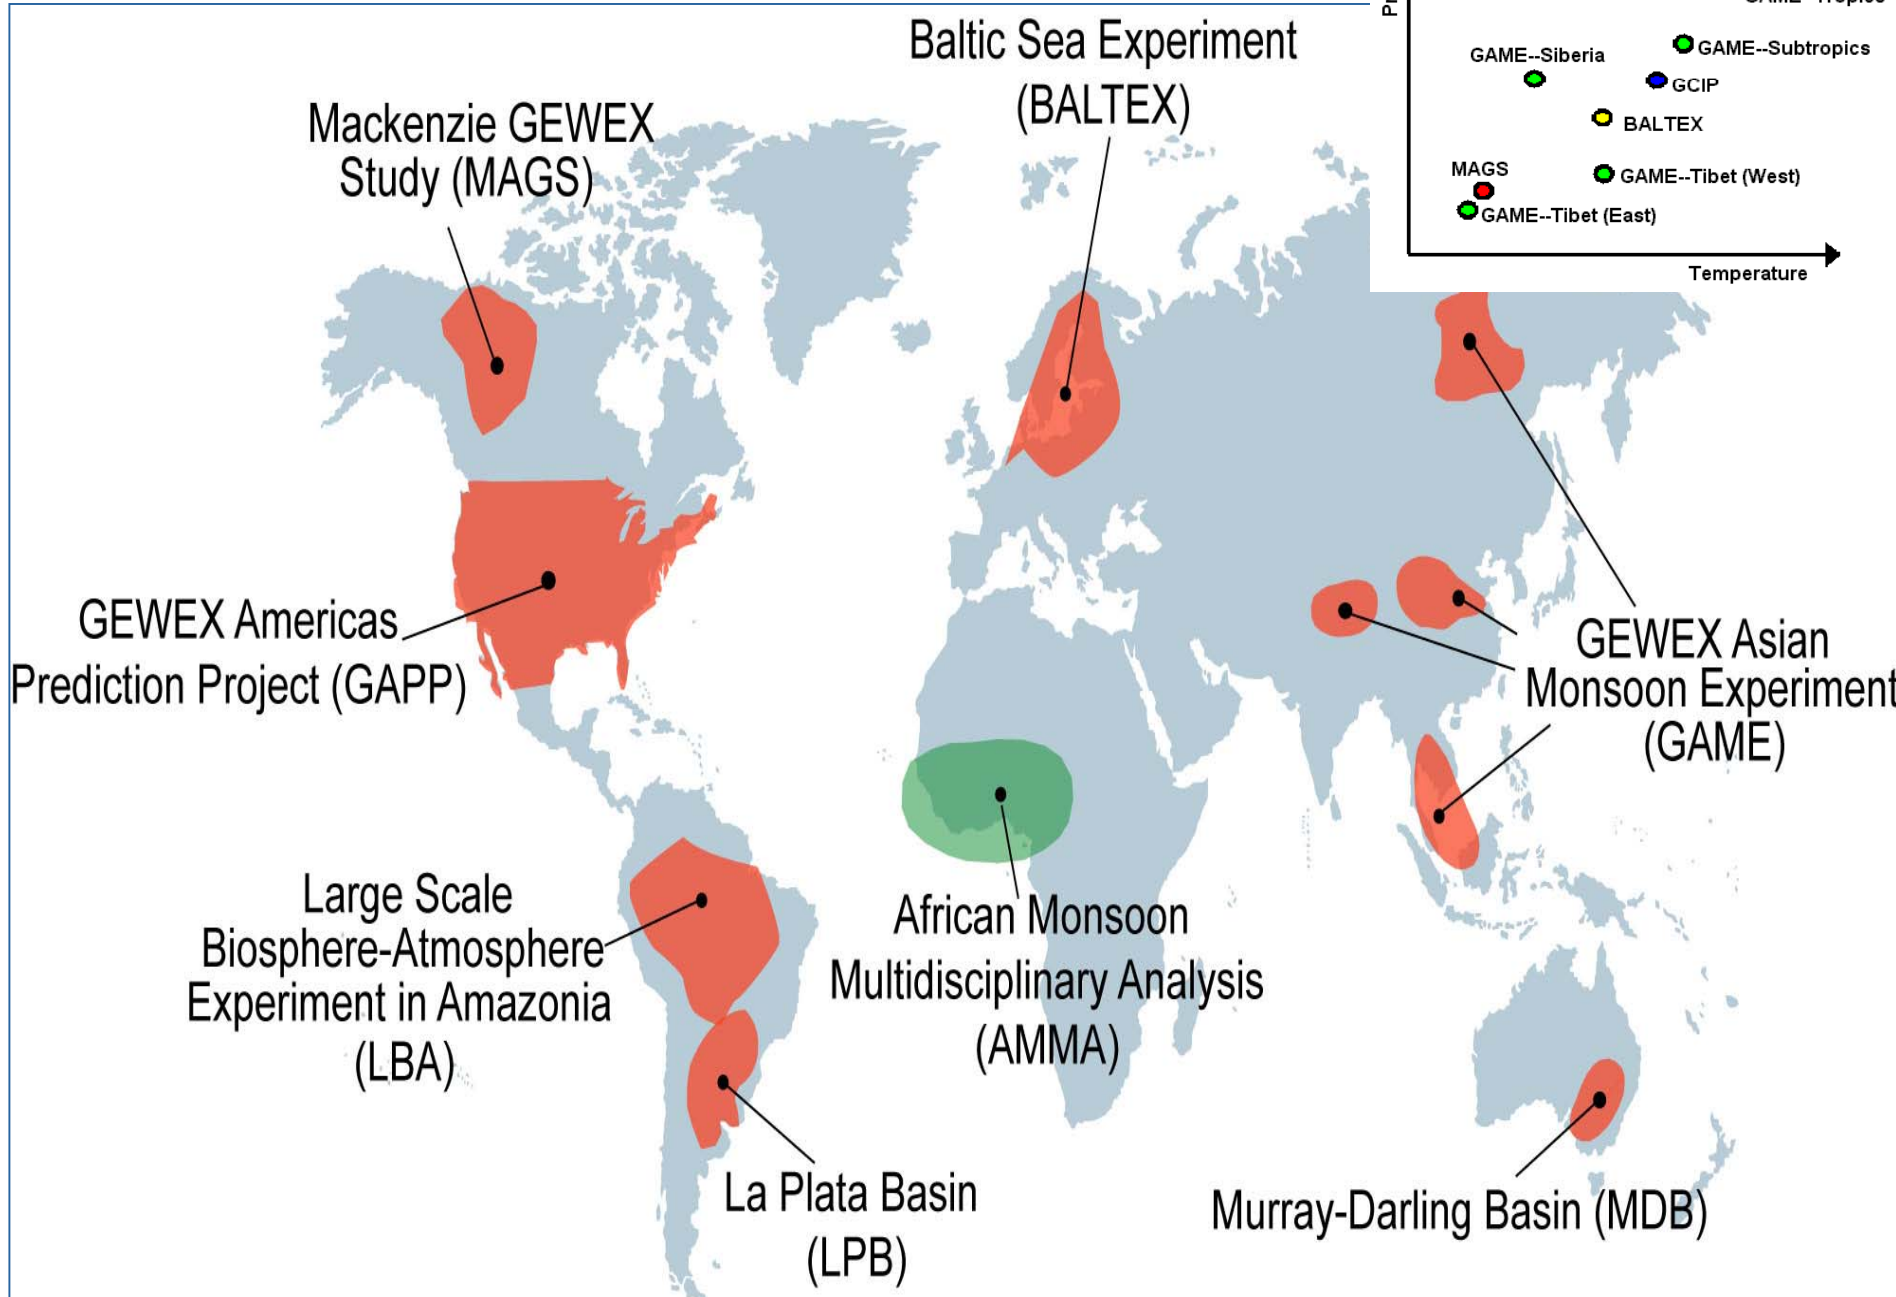 Baltic Sea Experiment
(BALTEX)
Mackenzie GEWEX
Study (MAGS)
GAME--Subtropics
GAME--Siberia
GCIP
BALTEX
MAGS
GAME--Tibet (West)
GAME--Tibet (East)
Temperature
GEWEX Americas
Prediction Project (GAPP)
GEWEX Asian
Monsoon Experiment
(GAME)
Large Scale
Biosphere-Atmosphere
Experiment in Amazonia
(LBA)
African Monsoon
Multidisciplinary Analysis
(AMMA)
La Plata Basin
(LPB)
Murray-Darling Basin (MDB)